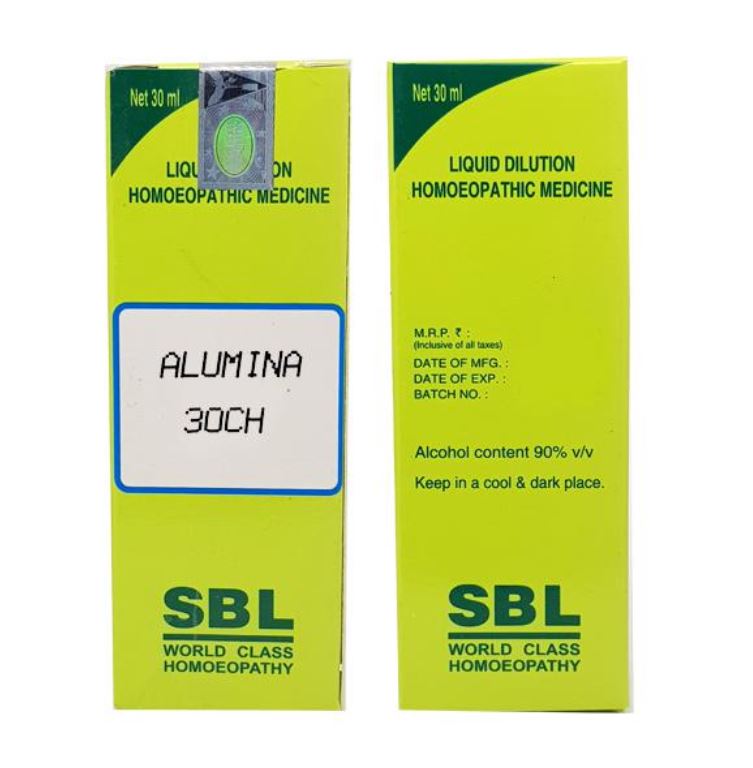 Net 30 ml
HOMOEOPATHIC MEDICINE
ALUMINA
30CH
SBL
WORLD CLASS
HOMOEOPATHY
Net 30 ml
LIQUID DILUTION
HOMOEOPATHIC MEDICINE
M.R.P. ₹ :
(Inclusive of all taxes)
DATE OF MFG. :
DATE OF EXP. :
BATCH NO. :
Alcohol content 90% v/v
Keep in a cool & dark place.
SBL
WORLD CLASS
HOMOEOPATHY